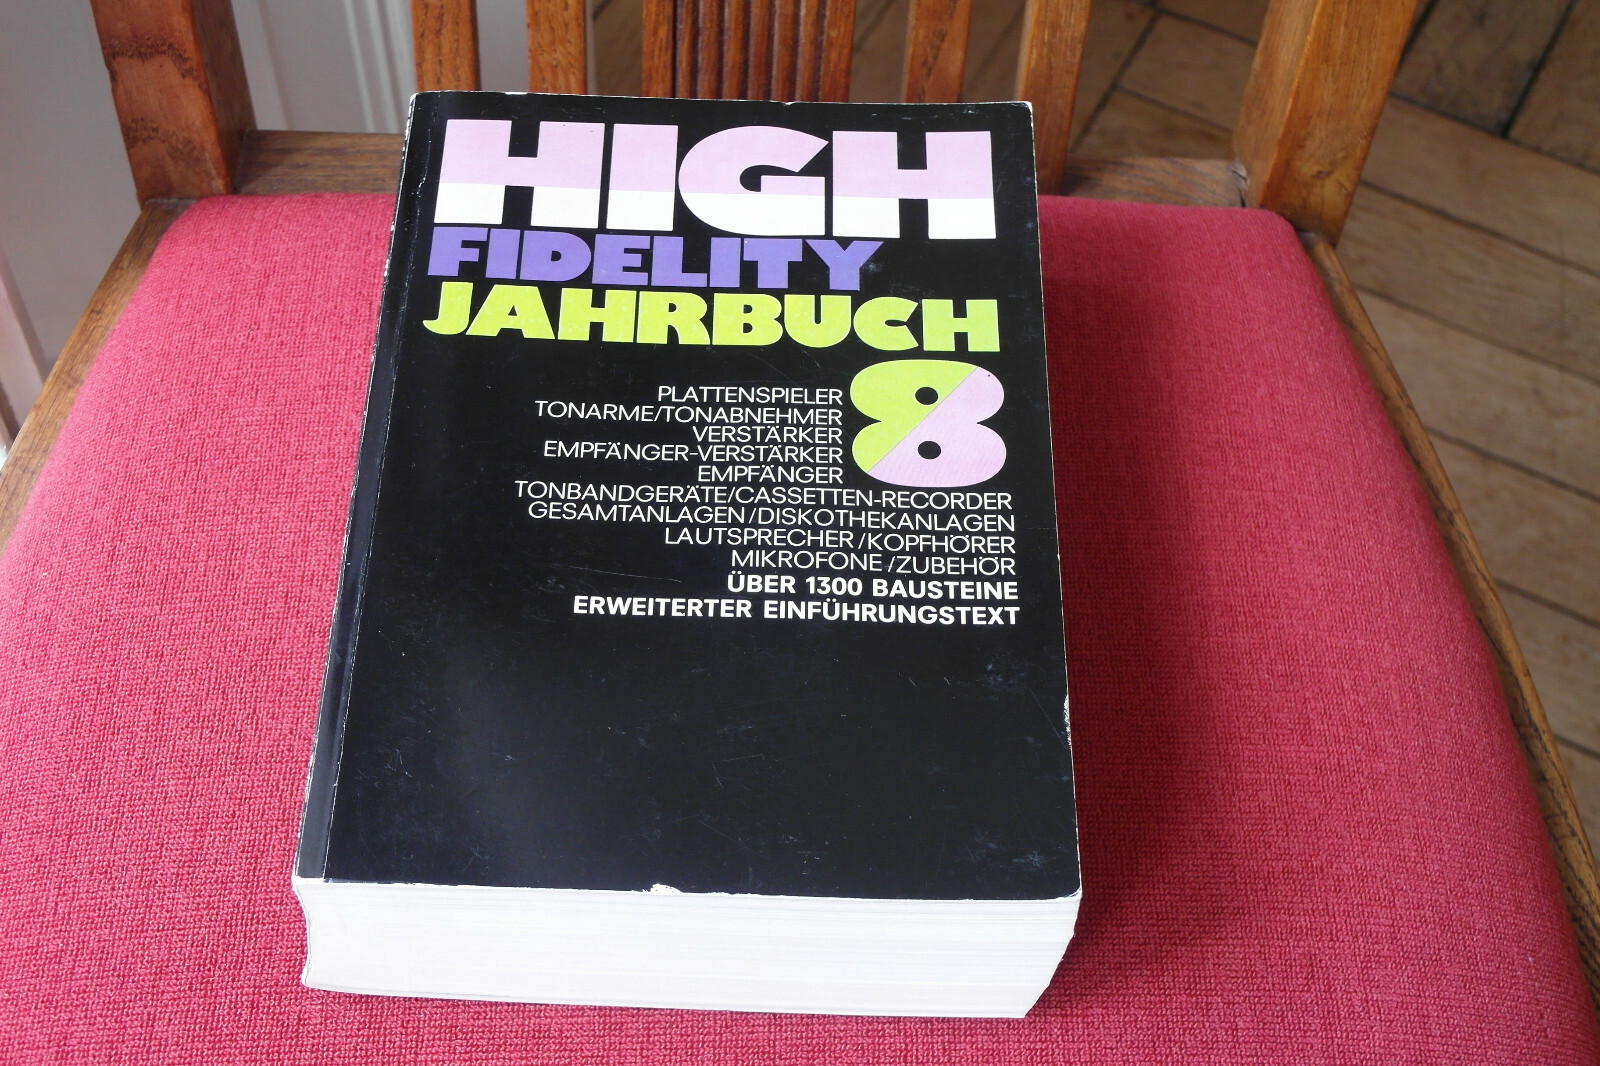 HIGH
FIDELITY
JAHRBUCH
8
PLATTENSPIELER
TONARME/TONABNEHMER
VERSTÄRKER
EMPFÄNGER-VERSTÄRKER
EMPFÄNGER
TONBANDGERÄTE/CASSETTEN-RECORDER
GESAMTANLAGEN/DISKOTHEKANLAGEN
LAUTSPRECHER/KOPFHÖRER
MIKROFONE/ZUBEHÖR
ÜBER 1300 BAUSTEINE
ERWEITERTER EINFÜHRUNGSTEXT